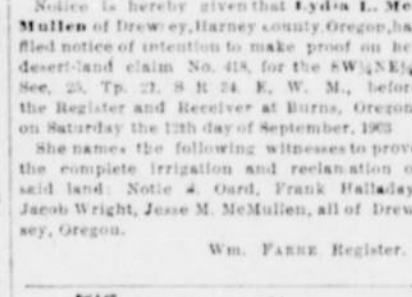 Notice is hereby given that Lydia L. Mc
Mullen of Drewsey, Harney county, Oregon, ha
filed notice of intention to make proof on he
desert-land claim No. 418, for the SW¼NE¼
Sec, 25, Tp. 27, S R 34 E, W. M., before
the Register and Receiver at Burns, Oregon
on Saturday the 12th day of September, 1903
She names the following witnesses to prove
the complete irrigation and reclamation o
said land: Notie Oard, Frank Halladay
Jacob Wright, Jesse M. McMullen, all of Drew
sey, Oregon.
Wm. FARRE Register.